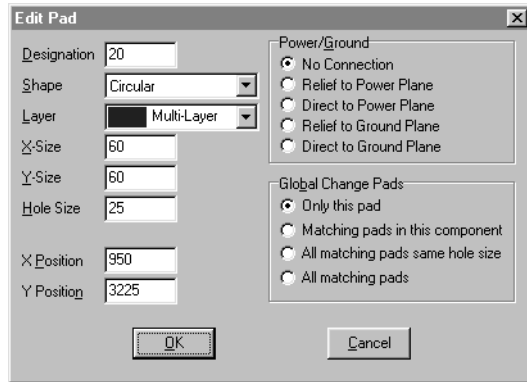 Edit Pad
Designation 20
Shape Circular
Layer Multi-Layer
X-Size 60
Y-Size 60
Hole Size 25
X Position 950
Y Position 3225
Power/Ground
No Connection
Relief to Power Plane
Direct to Power Plane
Relief to Ground Plane
Direct to Ground Plane
Global Change Pads
Only this pad
Matching pads in this component
All matching pads same hole size
All matching pads
OK
Cancel